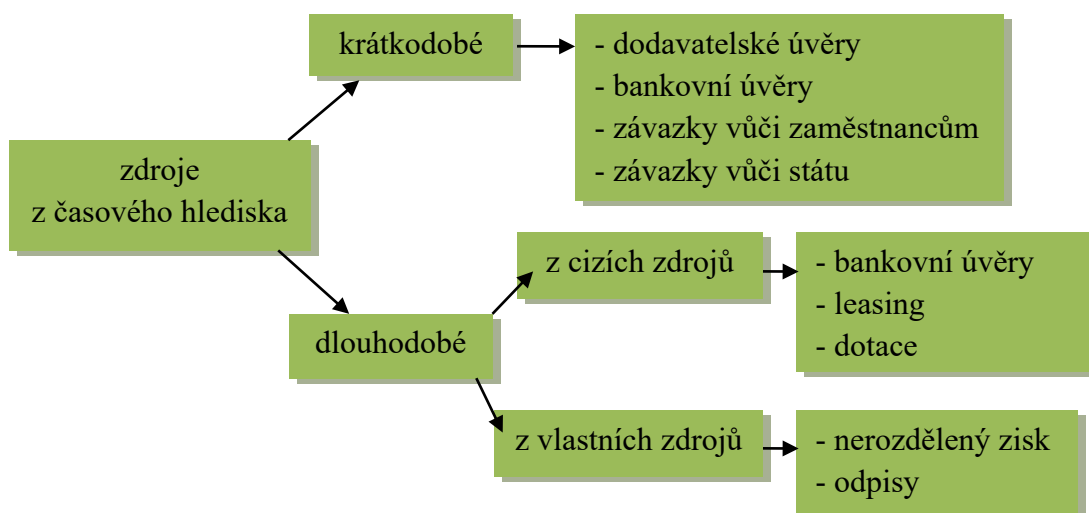 krátkodobé
- dodavatelské úvěry
- bankovní úvěry
- závazky vůči zaměstnancům
- závazky vůči státu
zdroje
z časového hlediska
z cizích zdrojů
- bankovní úvěry
- leasing
- dotace
dlouhodobé
z vlastních zdrojů
- nerozdělený zisk
- odpisy